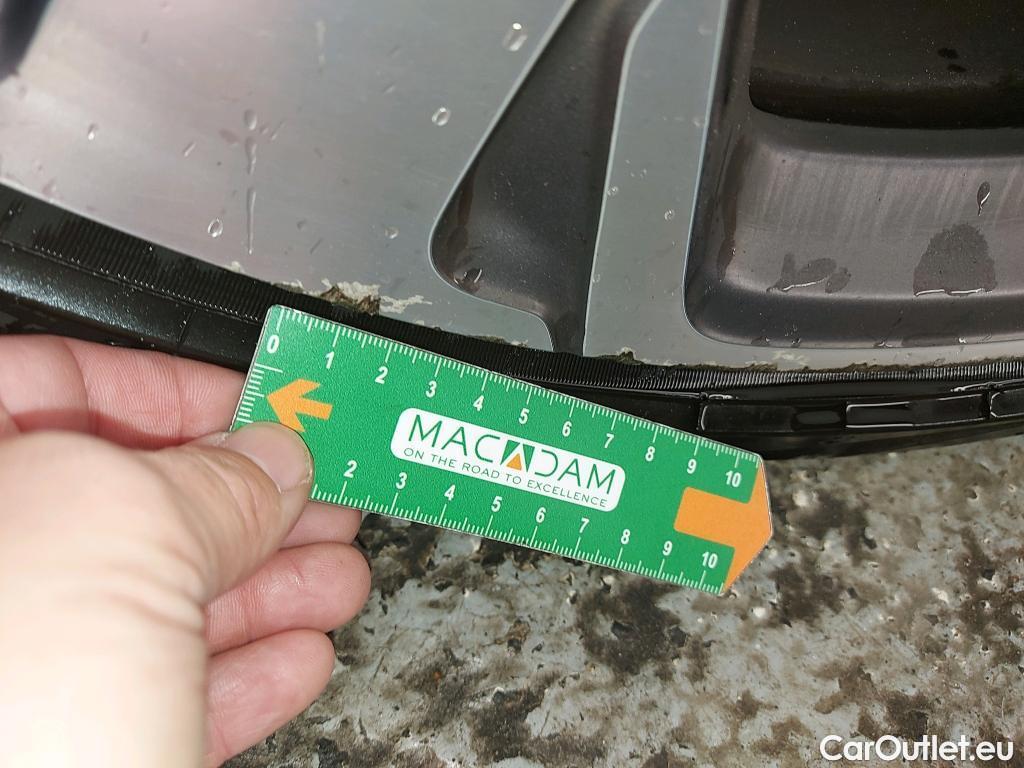 0 1 2 3 4 5 6 7 8 9 10
MACADAM
ON THE ROAD TO EXCELLENCE
2 3 4 5 6 7 8 9 10
CarOutlet.eu